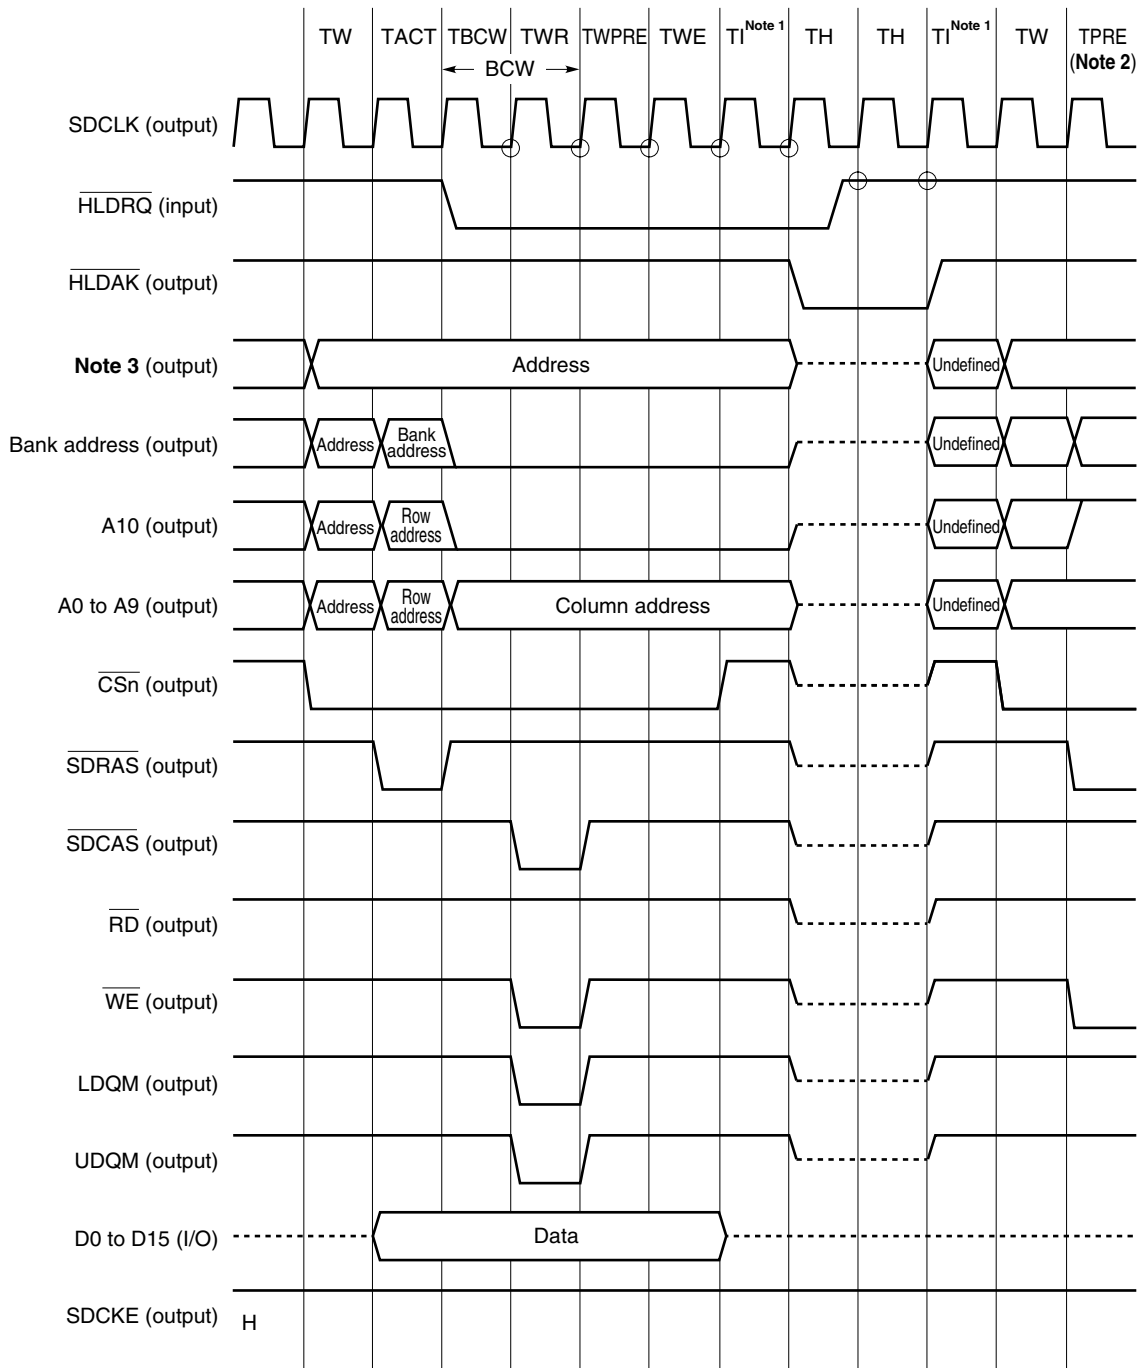 TW TACT TBCW TWR TWPRE TWE TI Note 1 TH TH TI Note 1 TW TPRE
(Note 2)
BCW
SDCLK (output)
HLDRQ (input)
HLDAK (output)
Note 3 (output) Address Undefined
Bank address (output) Address Bank address Undefined
A10 (output) Address Row address Undefined
A0 to A9 (output) Address Row address Column address Undefined
CSn (output)
SDRAS (output)
SDCAS (output)
RD (output)
WE (output)
LDQM (output)
UDQM (output)
D0 to D15 (I/O) Data
SDCKE (output) H